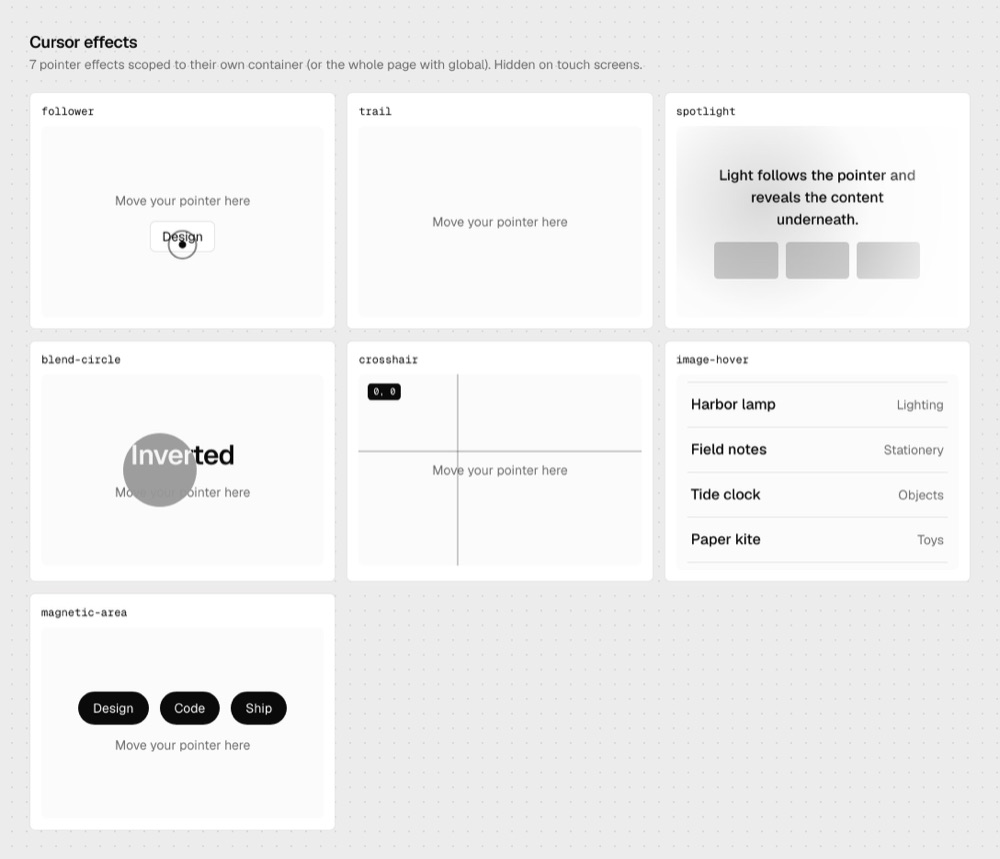 Cursor effects
7 pointer effects scoped to their own container (or the whole page with global). Hidden on touch screens.
follower
Move your pointer here
Design
trail
Move your pointer here
spotlight
Light follows the pointer and
reveals the content
underneath.
blend-circle
Inverted
Move your pointer here
crosshair
0, 0
Move your pointer here
image-hover
Harbor lamp Lighting
Field notes Stationery
Tide clock Objects
Paper kite Toys
magnetic-area
Design Code Ship
Move your pointer here